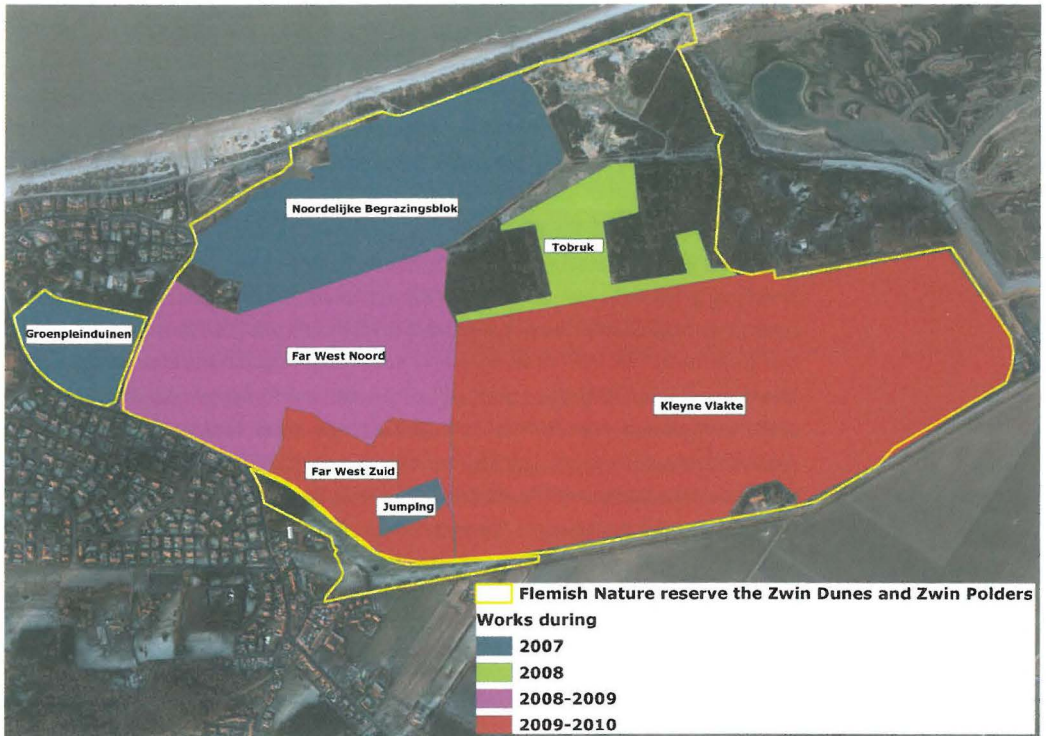 Noordelijke Begrazingsblok
Tobruk
Groenpleinduinen
Far West Noord
Kleyne Vlakte
Far West Zuid
Jumping
Flemish Nature reserve the Zwin Dunes and Zwin Polders
Works during
2007
2008
2008-2009
2009-2010